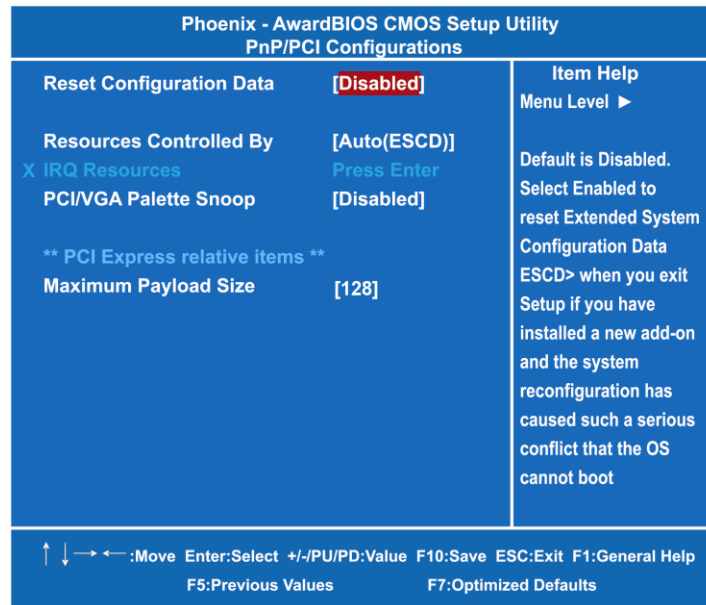 Phoenix - AwardBIOS CMOS Setup Utility
PnP/PCI Configurations
Reset Configuration Data [Disabled]
Resources Controlled By [Auto(ESCD)]
X IRQ Resources Press Enter
PCI/VGA Palette Snoop [Disabled]
** PCI Express relative items **
Maximum Payload Size [128]
Item Help
Menu Level ►
Default is Disabled.
Select Enabled to
reset Extended System
Configuration Data
ESCD> when you exit
Setup if you have
installed a new add-on
and the system
reconfiguration has
caused such a serious
conflict that the OS
cannot boot
↑ ↓ → ← :Move Enter:Select +/-/PU/PD:Value F10:Save ESC:Exit F1:General Help
F5:Previous Values F7:Optimized Defaults